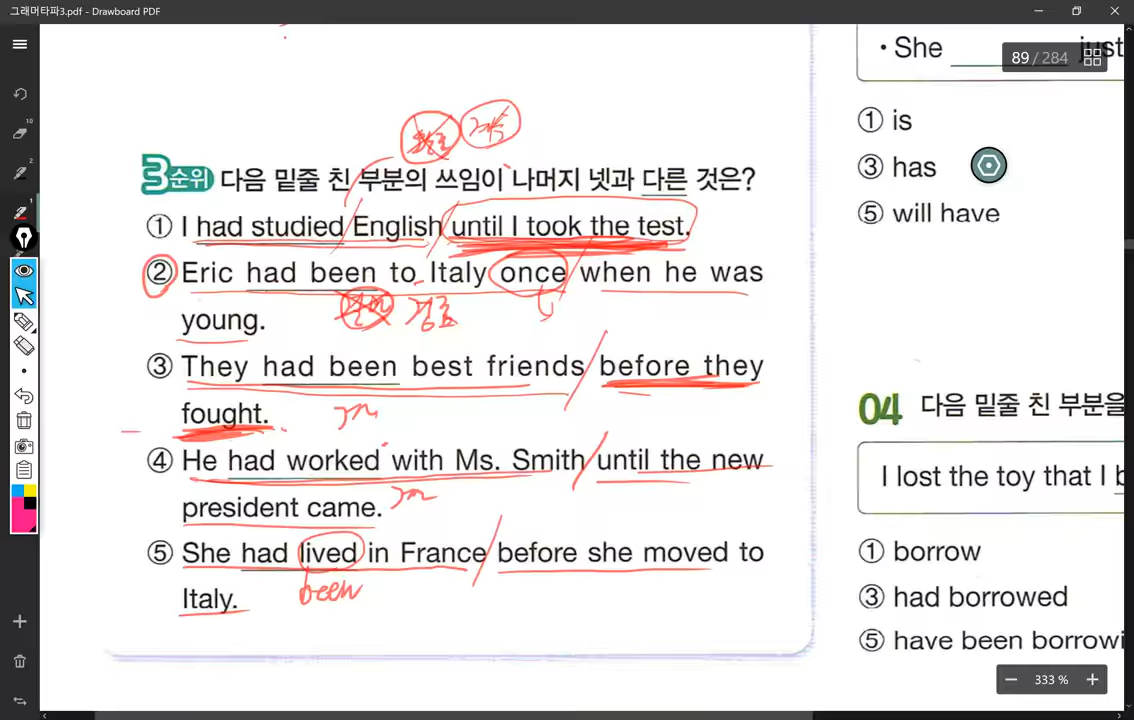 그래머타파3.pdf - Drawboard PDF
89 / 284
10
2
1
3순위 다음 밑줄 친 부분의 쓰임이 나머지 넷과 다른 것은?
① I had studied English until I took the test.
② Eric had been to Italy once when he was
young.
경험
③ They had been best friends before they
fought.
④ He had worked with Ms. Smith until the new
president came.
⑤ She had lived in France before she moved to
Italy.
been
• She ______ just
① is
③ has
⑤ will have
04 다음 밑줄 친 부분을
I lost the toy that I b
① borrow
③ had borrowed
⑤ have been borrowi
333 %